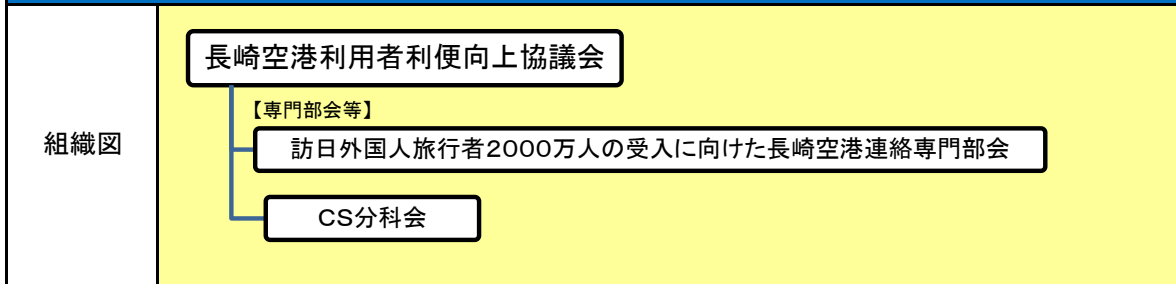 組織図
長崎空港利用者利便向上協議会
【専門部会等】
訪日外国人旅行者2000万人の受入に向けた長崎空港連絡専門部会
CS分科会